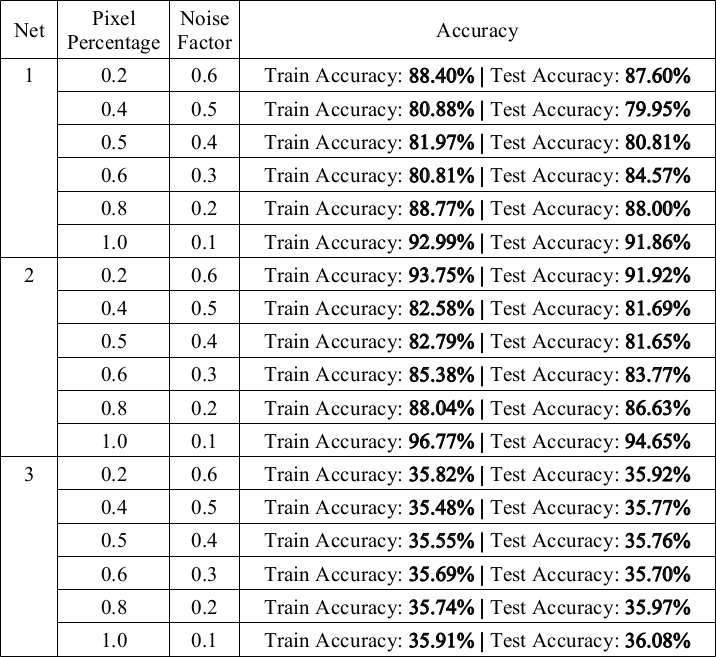 Net Pixel Percentage Noise Factor Accuracy
1 0.2 0.6 Train Accuracy: 88.40% | Test Accuracy: 87.60%
0.4 0.5 Train Accuracy: 80.88% | Test Accuracy: 79.95%
0.5 0.4 Train Accuracy: 81.97% | Test Accuracy: 80.81%
0.6 0.3 Train Accuracy: 80.81% | Test Accuracy: 84.57%
0.8 0.2 Train Accuracy: 88.77% | Test Accuracy: 88.00%
1.0 0.1 Train Accuracy: 92.99% | Test Accuracy: 91.86%
2 0.2 0.6 Train Accuracy: 93.75% | Test Accuracy: 91.92%
0.4 0.5 Train Accuracy: 82.58% | Test Accuracy: 81.69%
0.5 0.4 Train Accuracy: 82.79% | Test Accuracy: 81.65%
0.6 0.3 Train Accuracy: 85.38% | Test Accuracy: 83.77%
0.8 0.2 Train Accuracy: 88.04% | Test Accuracy: 86.63%
1.0 0.1 Train Accuracy: 96.77% | Test Accuracy: 94.65%
3 0.2 0.6 Train Accuracy: 35.82% | Test Accuracy: 35.92%
0.4 0.5 Train Accuracy: 35.48% | Test Accuracy: 35.77%
0.5 0.4 Train Accuracy: 35.55% | Test Accuracy: 35.76%
0.6 0.3 Train Accuracy: 35.69% | Test Accuracy: 35.70%
0.8 0.2 Train Accuracy: 35.74% | Test Accuracy: 35.97%
1.0 0.1 Train Accuracy: 35.91% | Test Accuracy: 36.08%